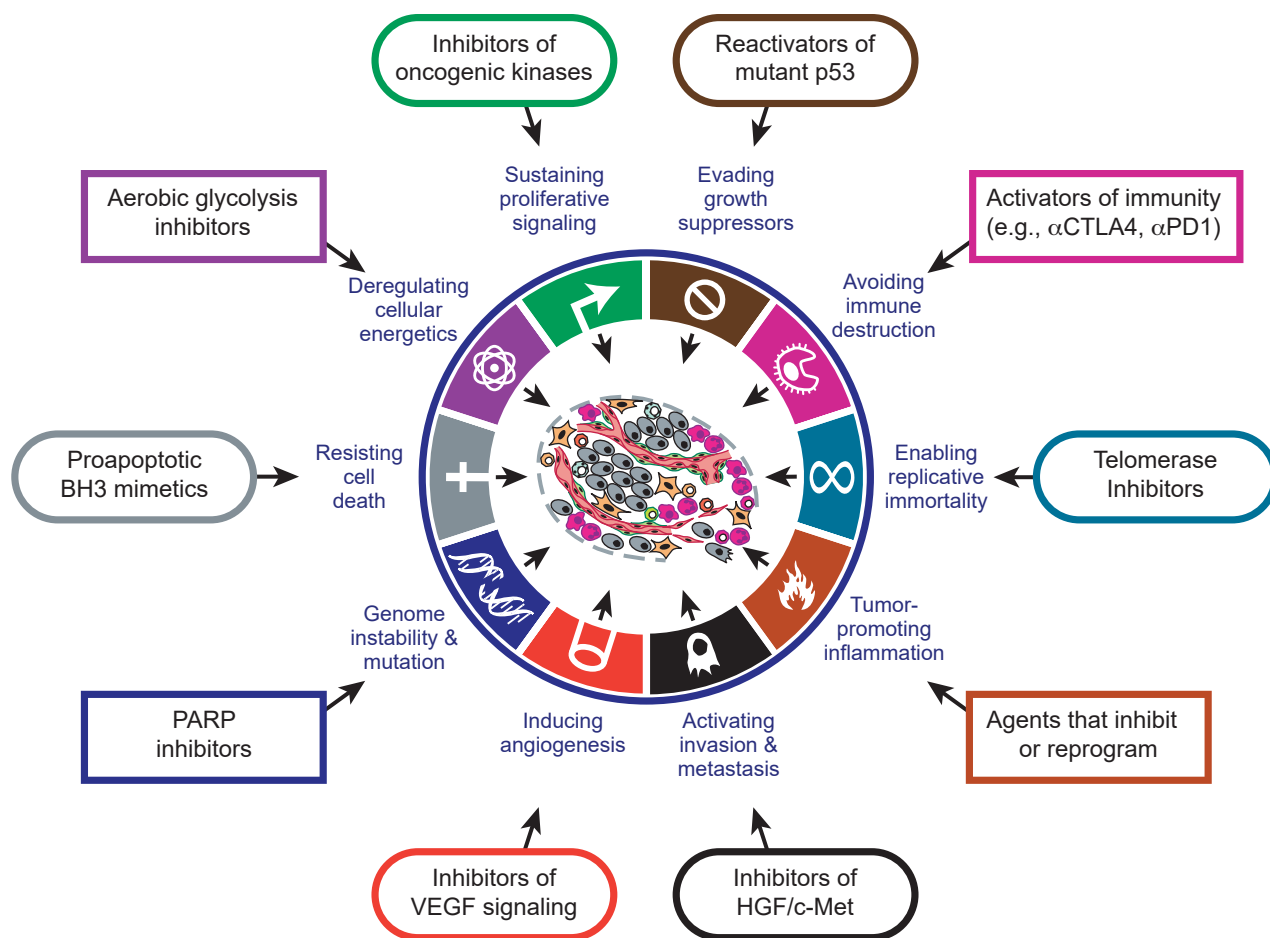 Inhibitors of
oncogenic kinases
Reactivators of
mutant p53
Sustaining
proliferative
signaling
Evading
growth
suppressors
Aerobic glycolysis
inhibitors
Activators of immunity
(e.g., αCTLA4, αPD1)
Deregulating
cellular
energetics
Avoiding
immune
destruction
Proapoptotic
BH3 mimetics
Resisting
cell
death
Enabling
replicative
immortality
Telomerase
Inhibitors
Genome
instability &
mutation
Tumor-
promoting
inflammation
PARP
inhibitors
Inducing
angiogenesis
Activating
invasion &
metastasis
Agents that inhibit
or reprogram
Inhibitors of
VEGF signaling
Inhibitors of
HGF/c-Met